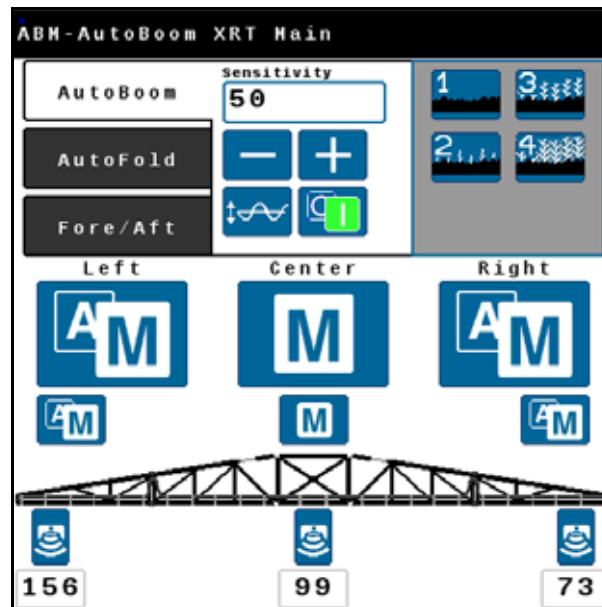 ABM-AutoBoom XRT Main
AutoBoom
Sensitivity
50
1
3
AutoFold
2
4
Fore/Aft
Left
Center
Right
A M
M
A M
A M
M
A M
156
99
73